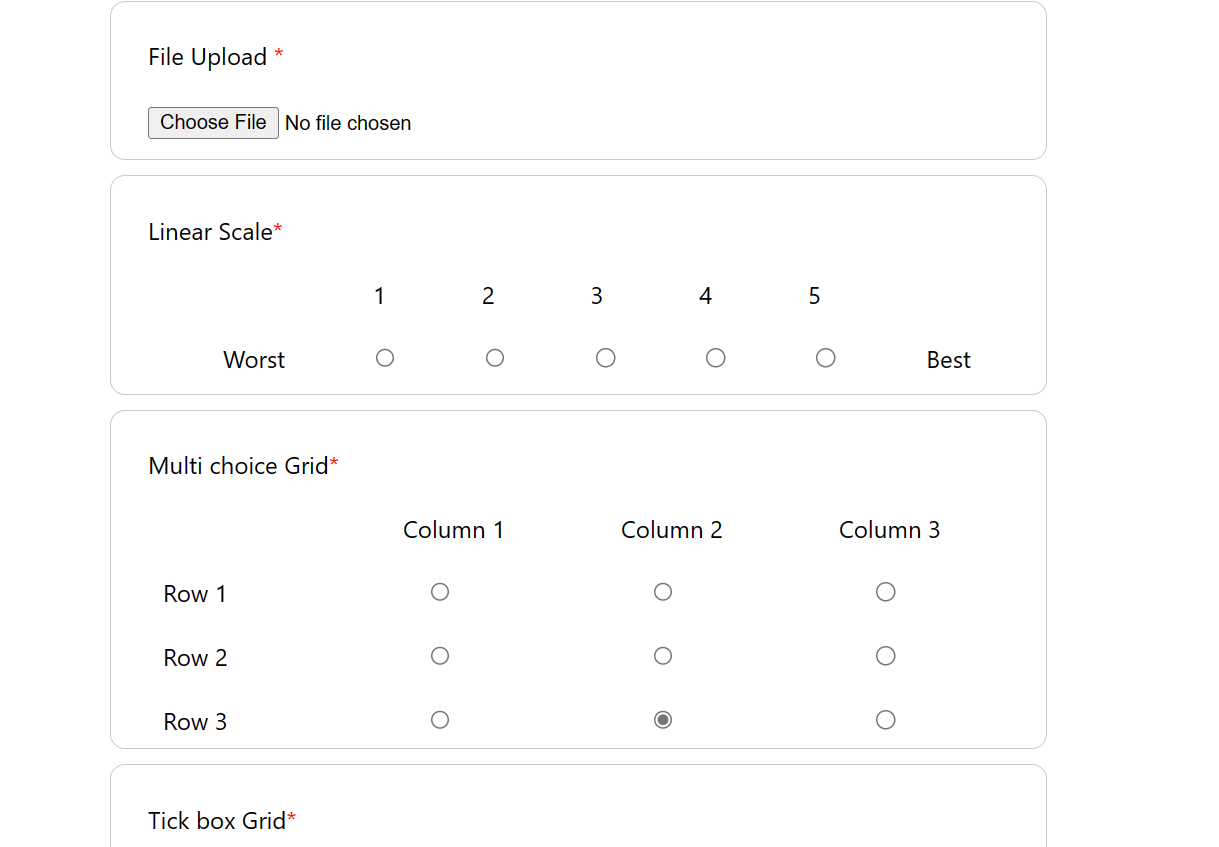 File Upload *
Choose File No file chosen
Linear Scale*
1 2 3 4 5
Worst Best
Multi choice Grid*
Column 1 Column 2 Column 3
Row 1
Row 2
Row 3
Tick box Grid*